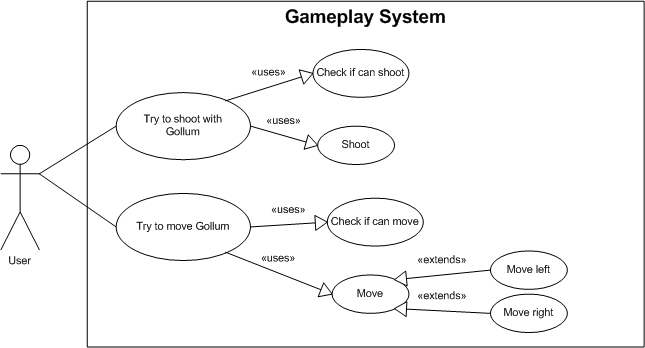 Gameplay System
«uses»
Check if can shoot
Try to shoot with
Gollum
«uses»
Shoot
User
Try to move Gollum
«uses»
Check if can move
«uses»
Move
«extends»
Move left
«extends»
Move right